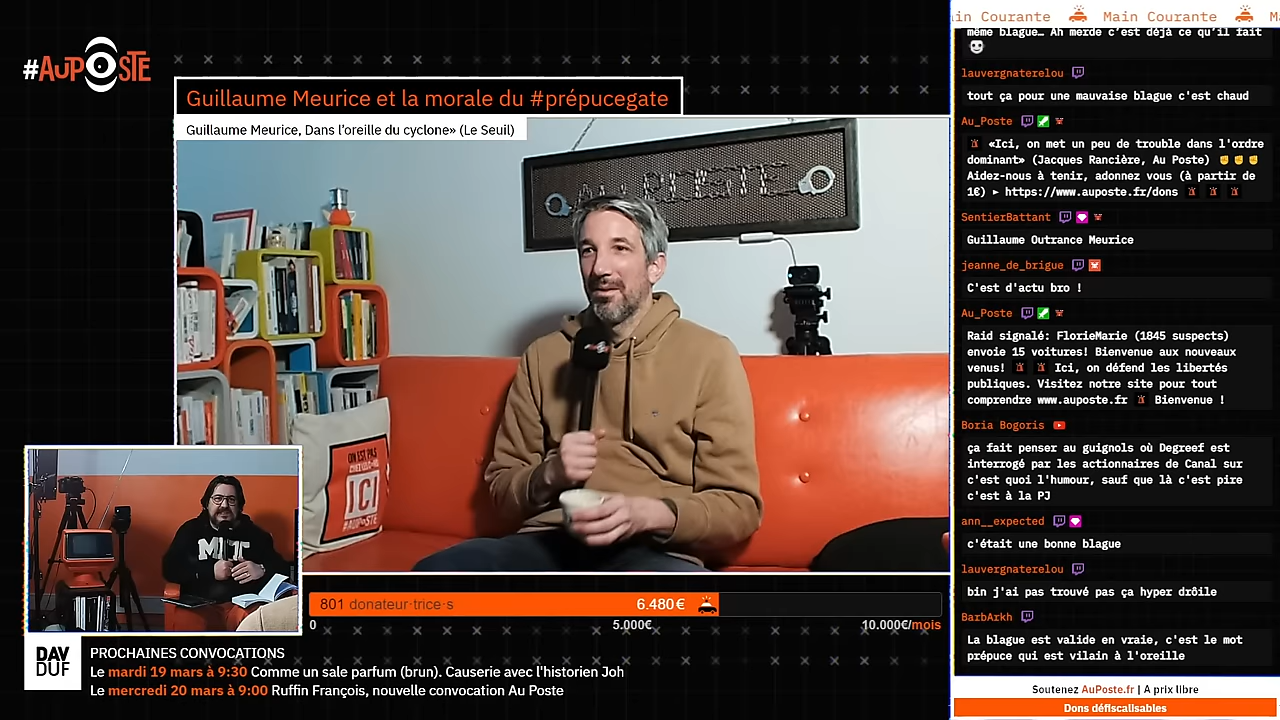 #AuPOSTE
Guillaume Meurice et la morale du #prépucegate
Guillaume Meurice, Dans l'oreille du cyclone» (Le Seuil)
AU POSTE
ON EST PAS
ICI
#AUPOSTE
MIT
801 donateur·trice·s
6.480€
0
5.000€
10.000€/mois
DAV
DUF
PROCHAINES CONVOCATIONS
Le mardi 19 mars à 9:30 Comme un sale parfum (brun). Causerie avec l'historien Joh
Le mercredi 20 mars à 9:00 Ruffin François, nouvelle convocation Au Poste
in Courante
Main Courante
même blague… Ah merde c'est déjà ce qu'il fait
lauvergnaterelou
tout ça pour une mauvaise blague c'est chaud
Au_Poste
«Ici, on met un peu de trouble dans l'ordre
dominant» (Jacques Rancière, Au Poste) ✊✊✊
Aidez-nous à tenir, adonnez vous (à partir de
1€) ► https://www.auposte.fr/dons
SentierBattant
Guillaume Outrance Meurice
jeanne_de_brigue
C'est d'actu bro !
Au_Poste
Raid signalé: FlorieMarie (1845 suspects)
envoie 15 voitures! Bienvenue aux nouveaux
venus! Ici, on défend les libertés
publiques. Visitez notre site pour tout
comprendre www.auposte.fr Bienvenue !
Boria Bogoris
ça fait penser au guignols où Degreef est
interrogé par les actionnaires de Canal sur
c'est quoi l'humour, sauf que là c'est pire
c'est à la PJ
ann__expected
c'était une bonne blague
lauvergnaterelou
bin j'ai pas trouvé pas ça hyper drôile
BarbArkh
La blague est valide en vraie, c'est le mot
prépuce qui est vilain à l'oreille
Soutenez AuPoste.fr | A prix libre
Dons défiscalisables